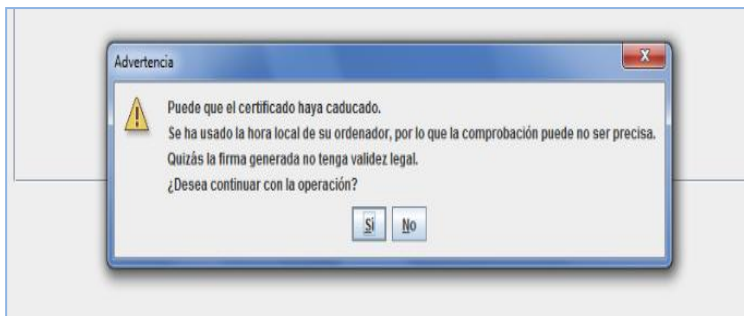 Advertencia
Puede que el certificado haya caducado.
Se ha usado la hora local de su ordenador, por lo que la comprobación puede no ser precisa.
Quizás la firma generada no tenga validez legal.
¿Desea continuar con la operación?
Sí No